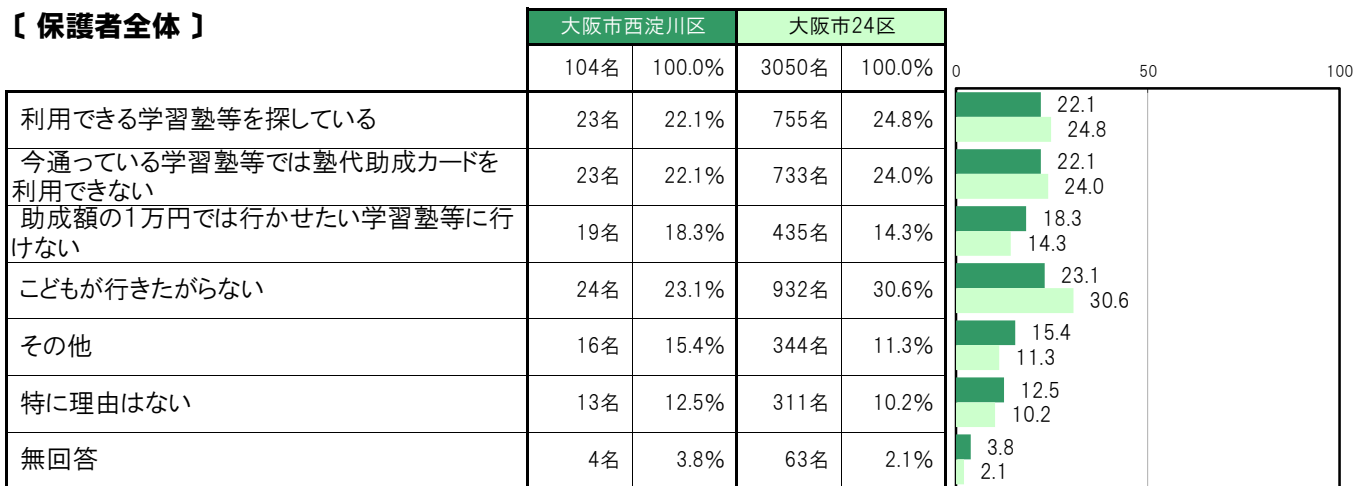 〔 保護者全体 〕
大阪市西淀川区 大阪市24区
104名 100.0% 3050名 100.0% 0 50 100
利用できる学習塾等を探している 23名 22.1% 755名 24.8% 22.1
24.8
今通っている学習塾等では塾代助成カードを
利用できない 23名 22.1% 733名 24.0% 22.1
24.0
助成額の1万円では行かせたい学習塾等に行
けない 19名 18.3% 435名 14.3% 18.3
14.3
こどもが行きたがらない 24名 23.1% 932名 30.6% 23.1
30.6
その他 16名 15.4% 344名 11.3% 15.4
11.3
特に理由はない 13名 12.5% 311名 10.2% 12.5
10.2
無回答 4名 3.8% 63名 2.1% 3.8
2.1